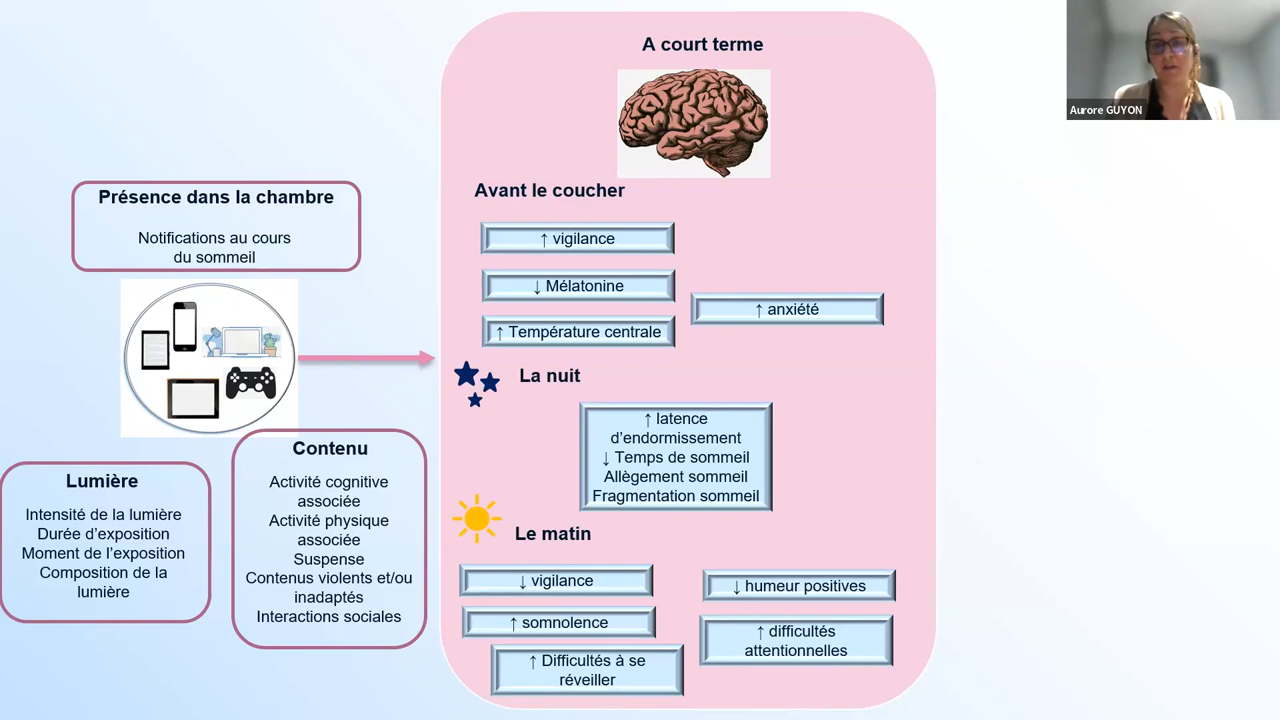 A court terme
Aurore GUYON
Présence dans la chambre
Notifications au cours
du sommeil
Lumière
Intensité de la lumière
Durée d'exposition
Moment de l'exposition
Composition de la
lumière
Contenu
Activité cognitive
associée
Activité physique
associée
Suspense
Contenus violents et/ou
inadaptés
Interactions sociales
Avant le coucher
↑ vigilance
↓ Mélatonine
↑ Température centrale
↑ anxiété
La nuit
↑ latence
d'endormissement
↓ Temps de sommeil
Allègement sommeil
Fragmentation sommeil
Le matin
↓ vigilance
↑ somnolence
↑ Difficultés à se
réveiller
↓ humeur positives
↑ difficultés
attentionnelles